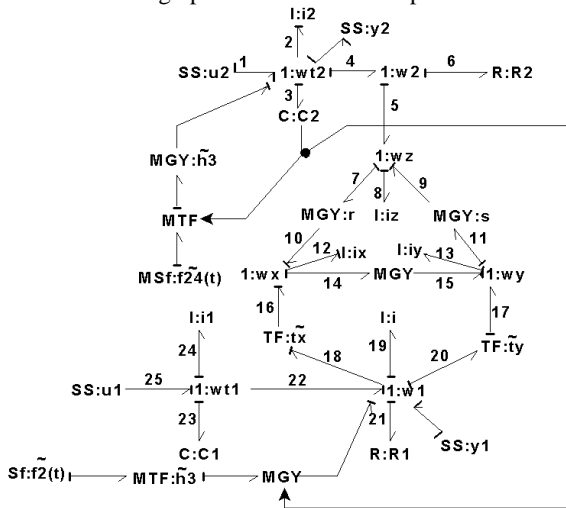 I:i2
SS:y2
2
SS:u2 1 1:wt2 4 1:w2 6 R:R2
3
C:C2
5
MGY:h̃3
1:wz
7 8 9
MGY:r I:iz MGY:s
MTF
10 12 I:ix I:iy 13 11
MSf:f2̃4(t)
1:wx 14 MGY 15 1:wy
16 17
I:i1 I:i
TF:t̃x TF:t̃y
24 18 19 20
SS:u1 25 1:wt1 22 1:w1
23 21
SS:y1
C:C1 R:R1
Sf:f̃2(t) MTF:h̃3 MGY